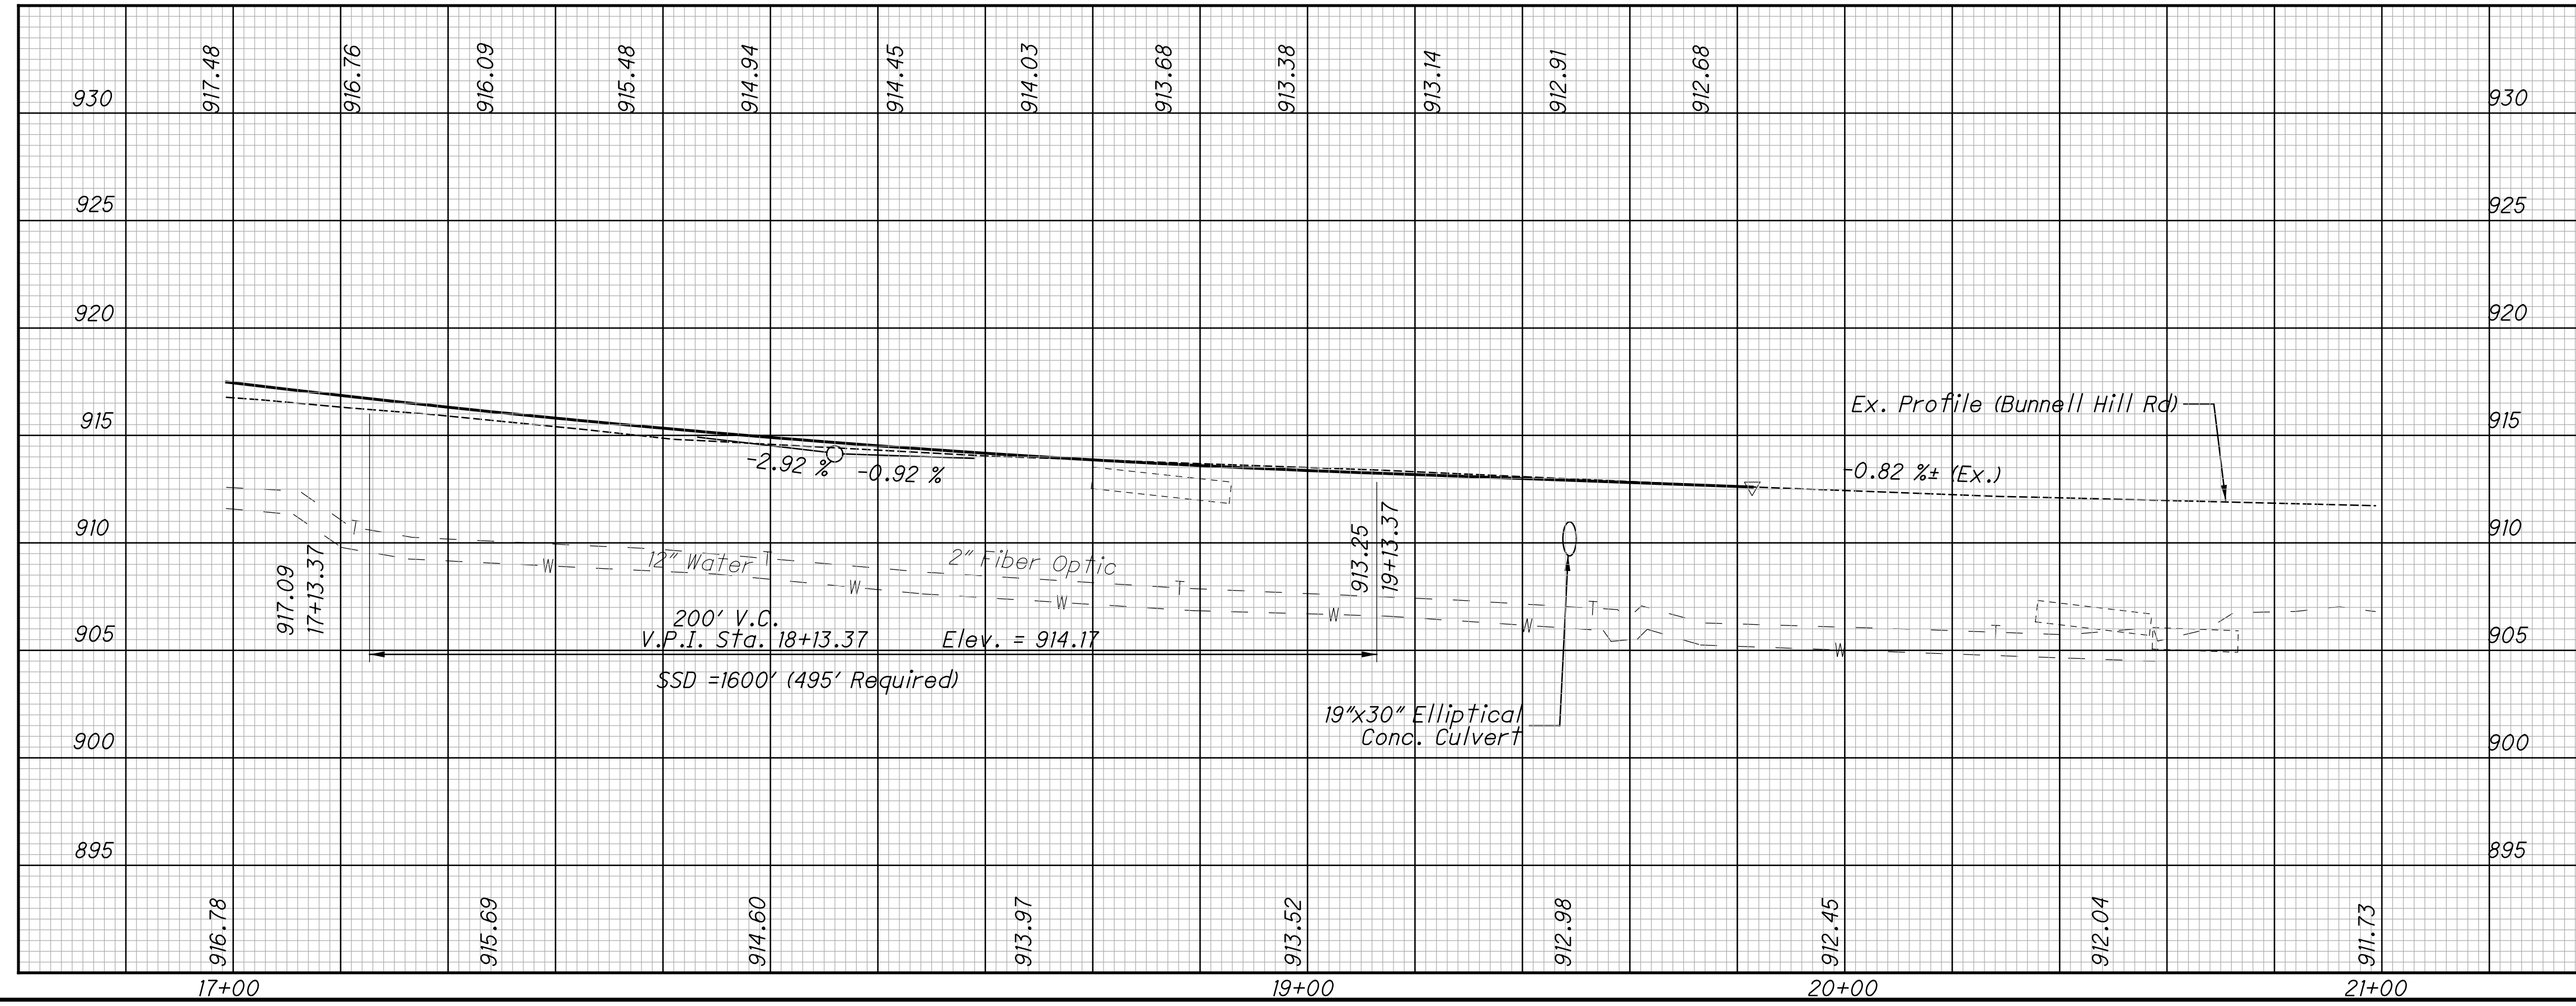 917.48
916.76
916.09
915.48
914.94
914.45
914.03
913.68
913.38
913.14
912.91
912.68
930
930
925
925
920
920
Ex. Profile (Bunnell Hill Rd)
915
915
-2.92 %
-0.92 %
-0.82 %± (Ex.)
910
910
T
12" Water
T
2" Fiber Optic
W
W
W
T
W
T
W
T
W
917.09
17+13.37
913.25
19+13.37
200' V.C.
905
V.P.I. Sta. 18+13.37 Elev. = 914.17
905
SSD =1600' (495' Required)
19"x30" Elliptical
Conc. Culvert
900
900
895
895
916.78
915.69
914.60
913.97
913.52
912.98
912.45
912.04
911.73
17+00
19+00
20+00
21+00